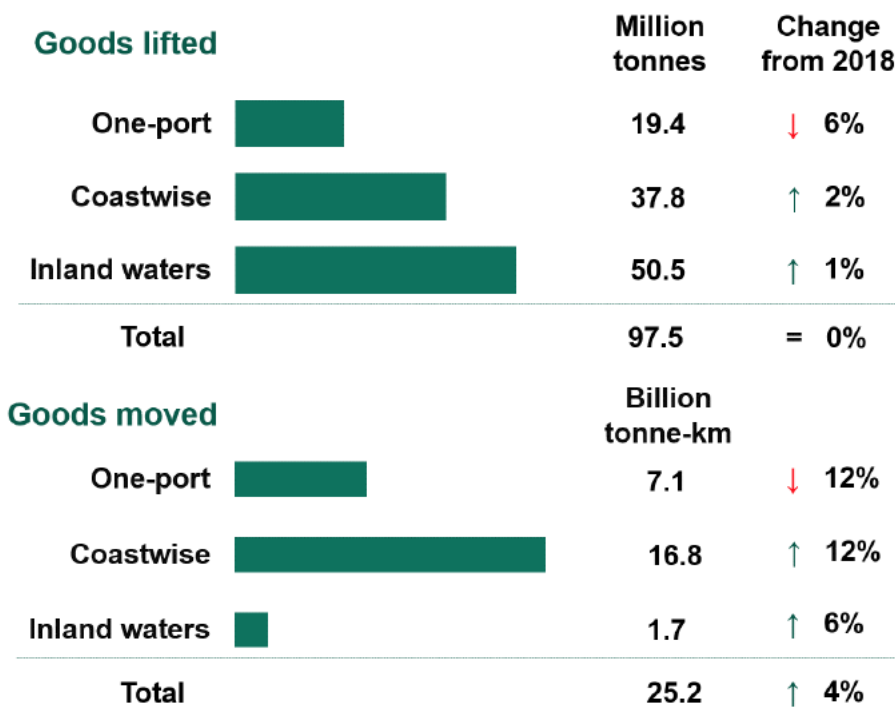 Goods lifted Million tonnes Change from 2018
One-port 19.4 ↓ 6%
Coastwise 37.8 ↑ 2%
Inland waters 50.5 ↑ 1%
Total 97.5 = 0%
Goods moved Billion tonne-km
One-port 7.1 ↓ 12%
Coastwise 16.8 ↑ 12%
Inland waters 1.7 ↑ 6%
Total 25.2 ↑ 4%